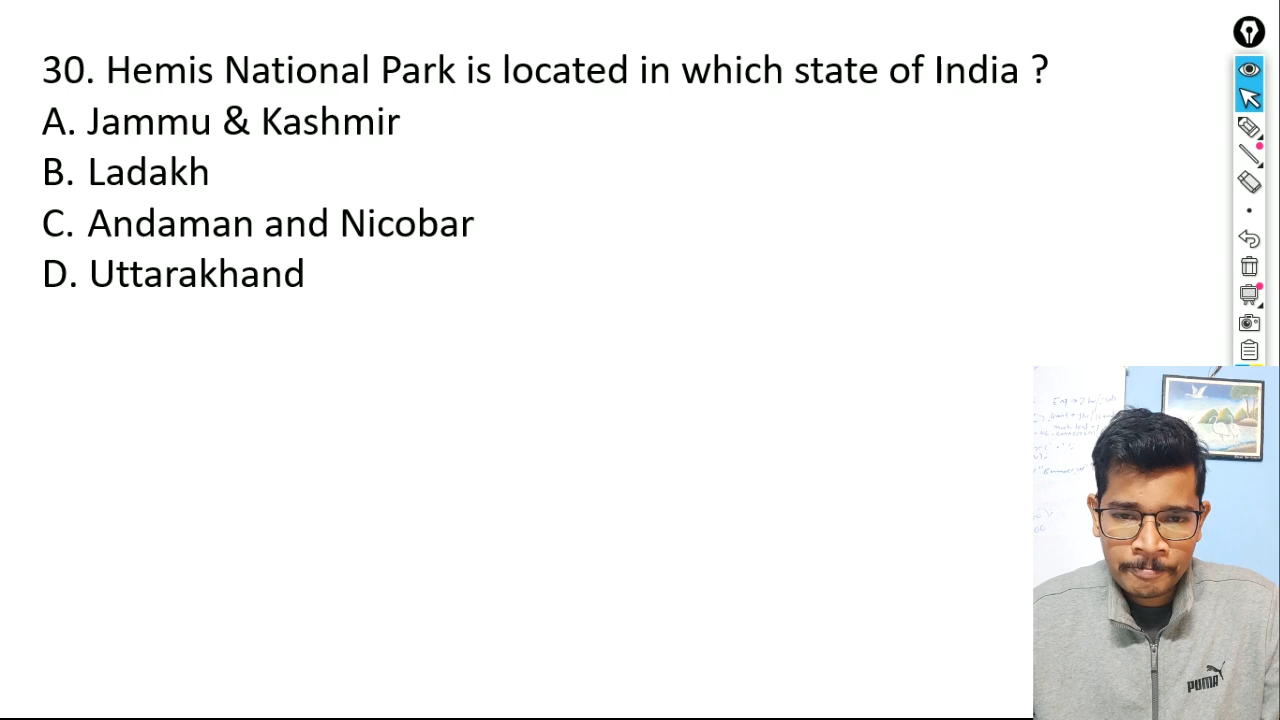 30. Hemis National Park is located in which state of India ?
A. Jammu & Kashmir
B. Ladakh
C. Andaman and Nicobar
D. Uttarakhand
PUMA